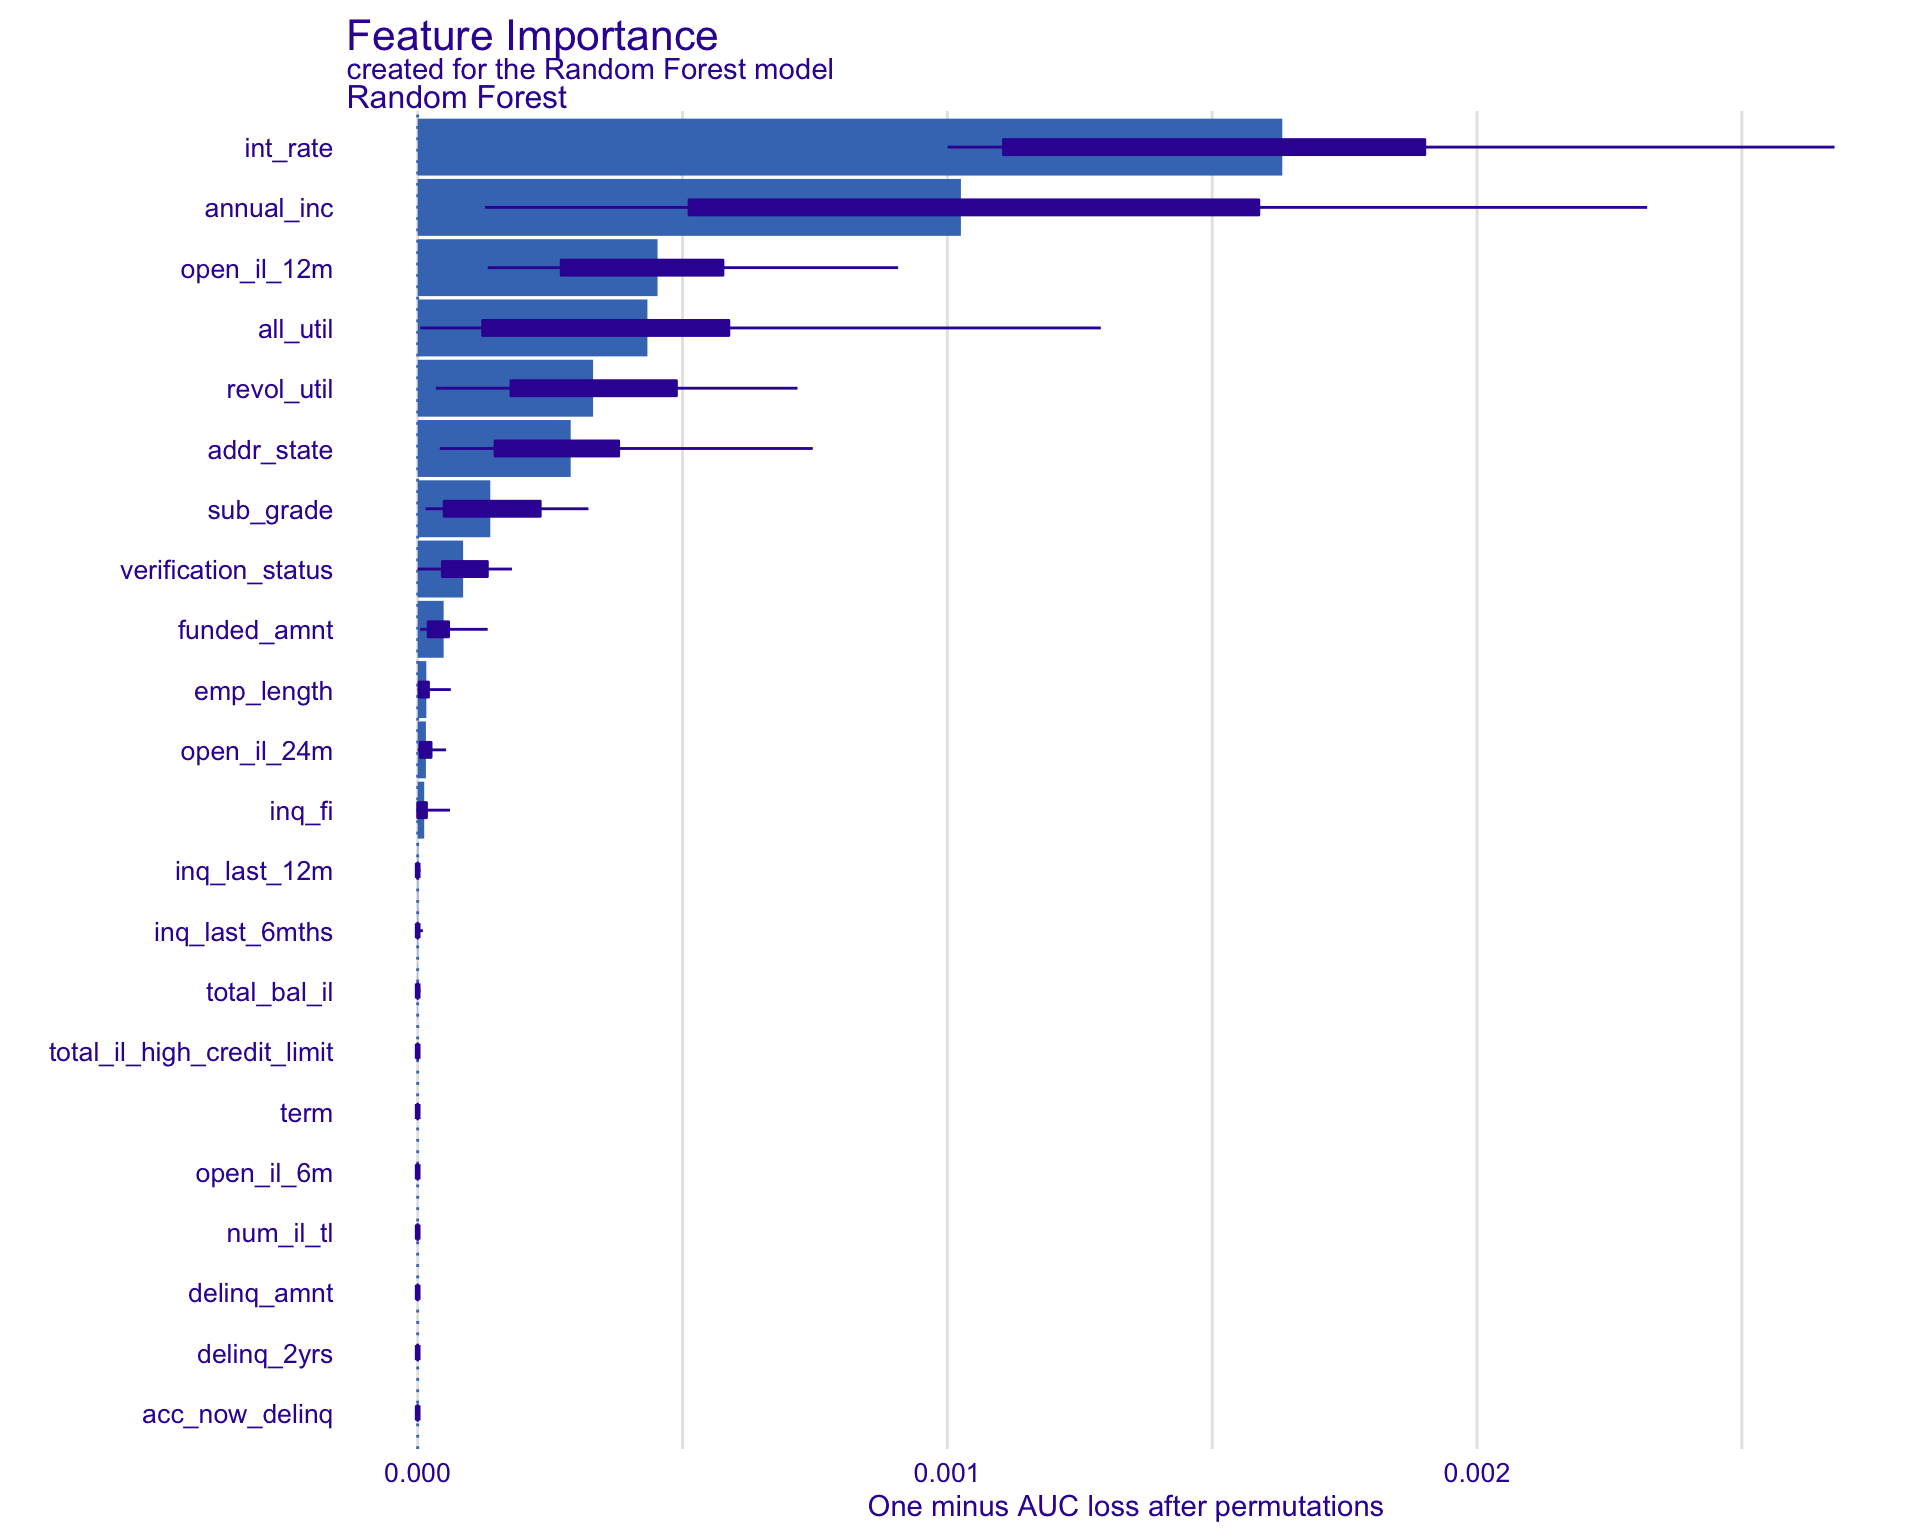 Feature Importance
created for the Random Forest model
Random Forest
int_rate
annual_inc
open_il_12m
all_util
revol_util
addr_state
sub_grade
verification_status
funded_amnt
emp_length
open_il_24m
inq_fi
inq_last_12m
inq_last_6mths
total_bal_il
total_il_high_credit_limit
term
open_il_6m
num_il_tl
delinq_amnt
delinq_2yrs
acc_now_delinq
0.000 0.001 0.002
One minus AUC loss after permutations